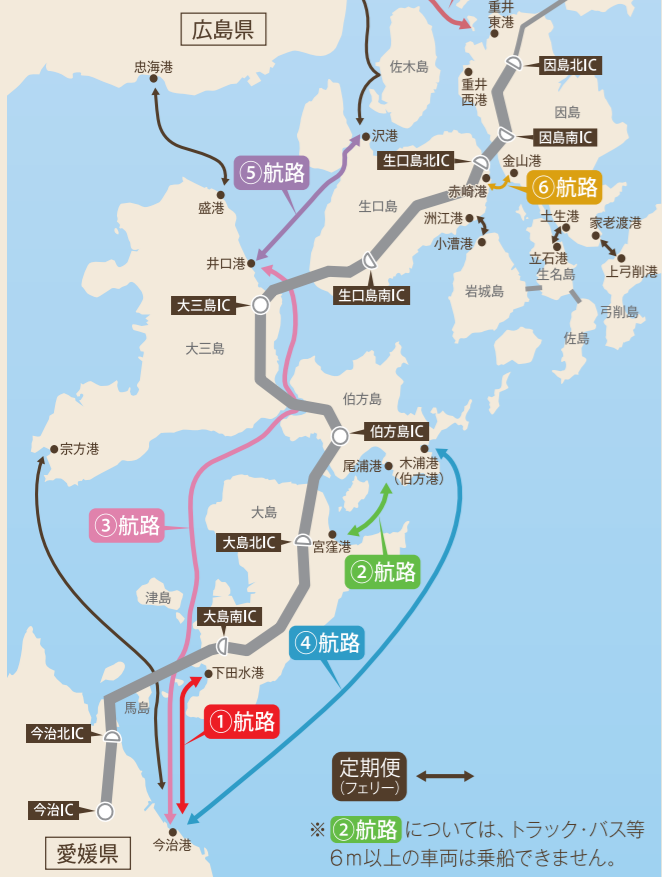 重井
東港
広島県
忠海港
佐木島
因島北IC
重井
西港
因島
沢港
因島南IC
生口島北IC
金山港
⑤航路
赤崎港
⑥航路
盛港
生口島
洲江港
土生港
家老渡港
小漕港
井口港
立石港
上弓削港
生名島
大三島IC
生口島南IC
岩城島
弓削島
佐島
大三島
伯方島
伯方島IC
宗方港
尾浦港
木浦港
(伯方港)
大島
③航路
大島北IC
宮窪港
②航路
津島
大島南IC
④航路
下田水港
馬島
①航路
今治北IC
定期便
(フェリー)
今治IC
※②航路については、トラック・バス等
6m以上の車両は乗船できません。
今治港
愛媛県